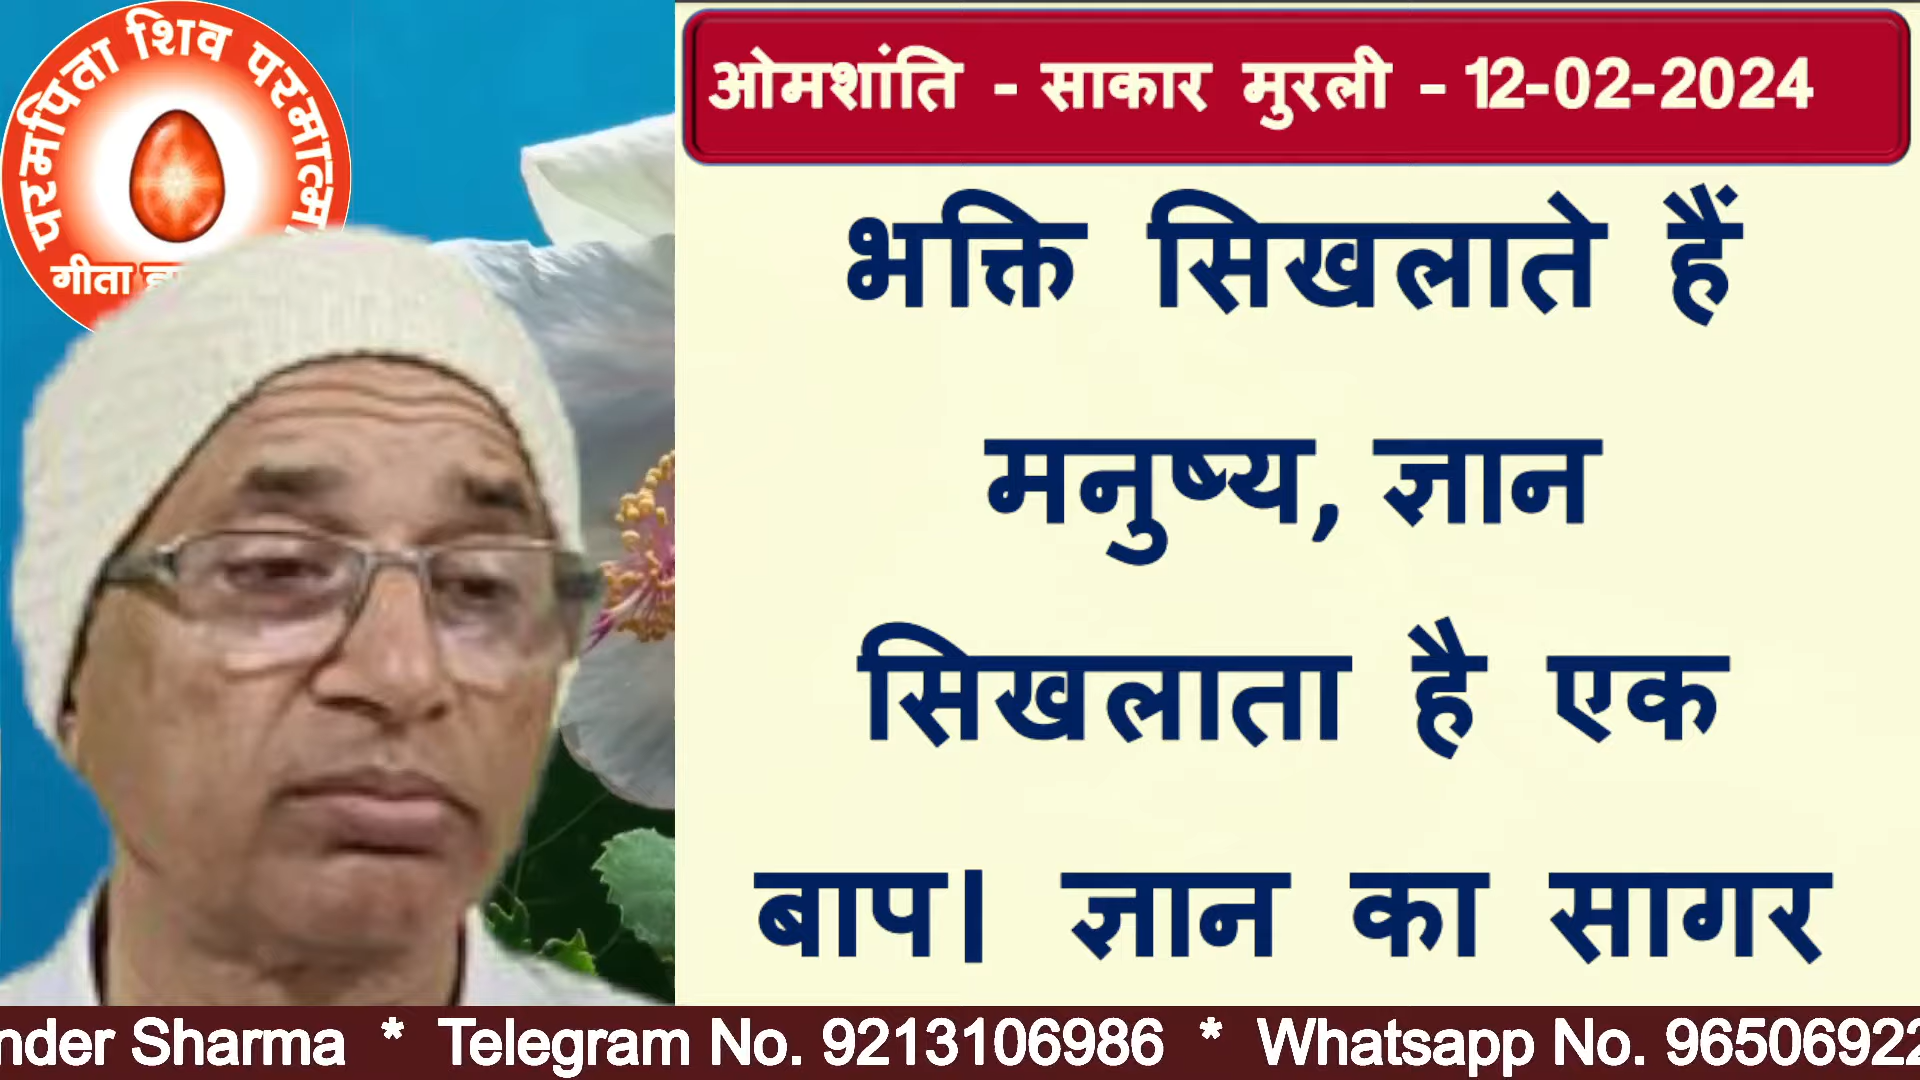 परमपिता शिव परमात्मा
गीता
ओमशांति - साकार मुरली - 12-02-2024
भक्ति सिखलाते हैं
मनुष्य, ज्ञान
सिखलाता है एक
बाप। ज्ञान का सागर
nder Sharma * Telegram No. 9213106986 * Whatsapp No. 96506922